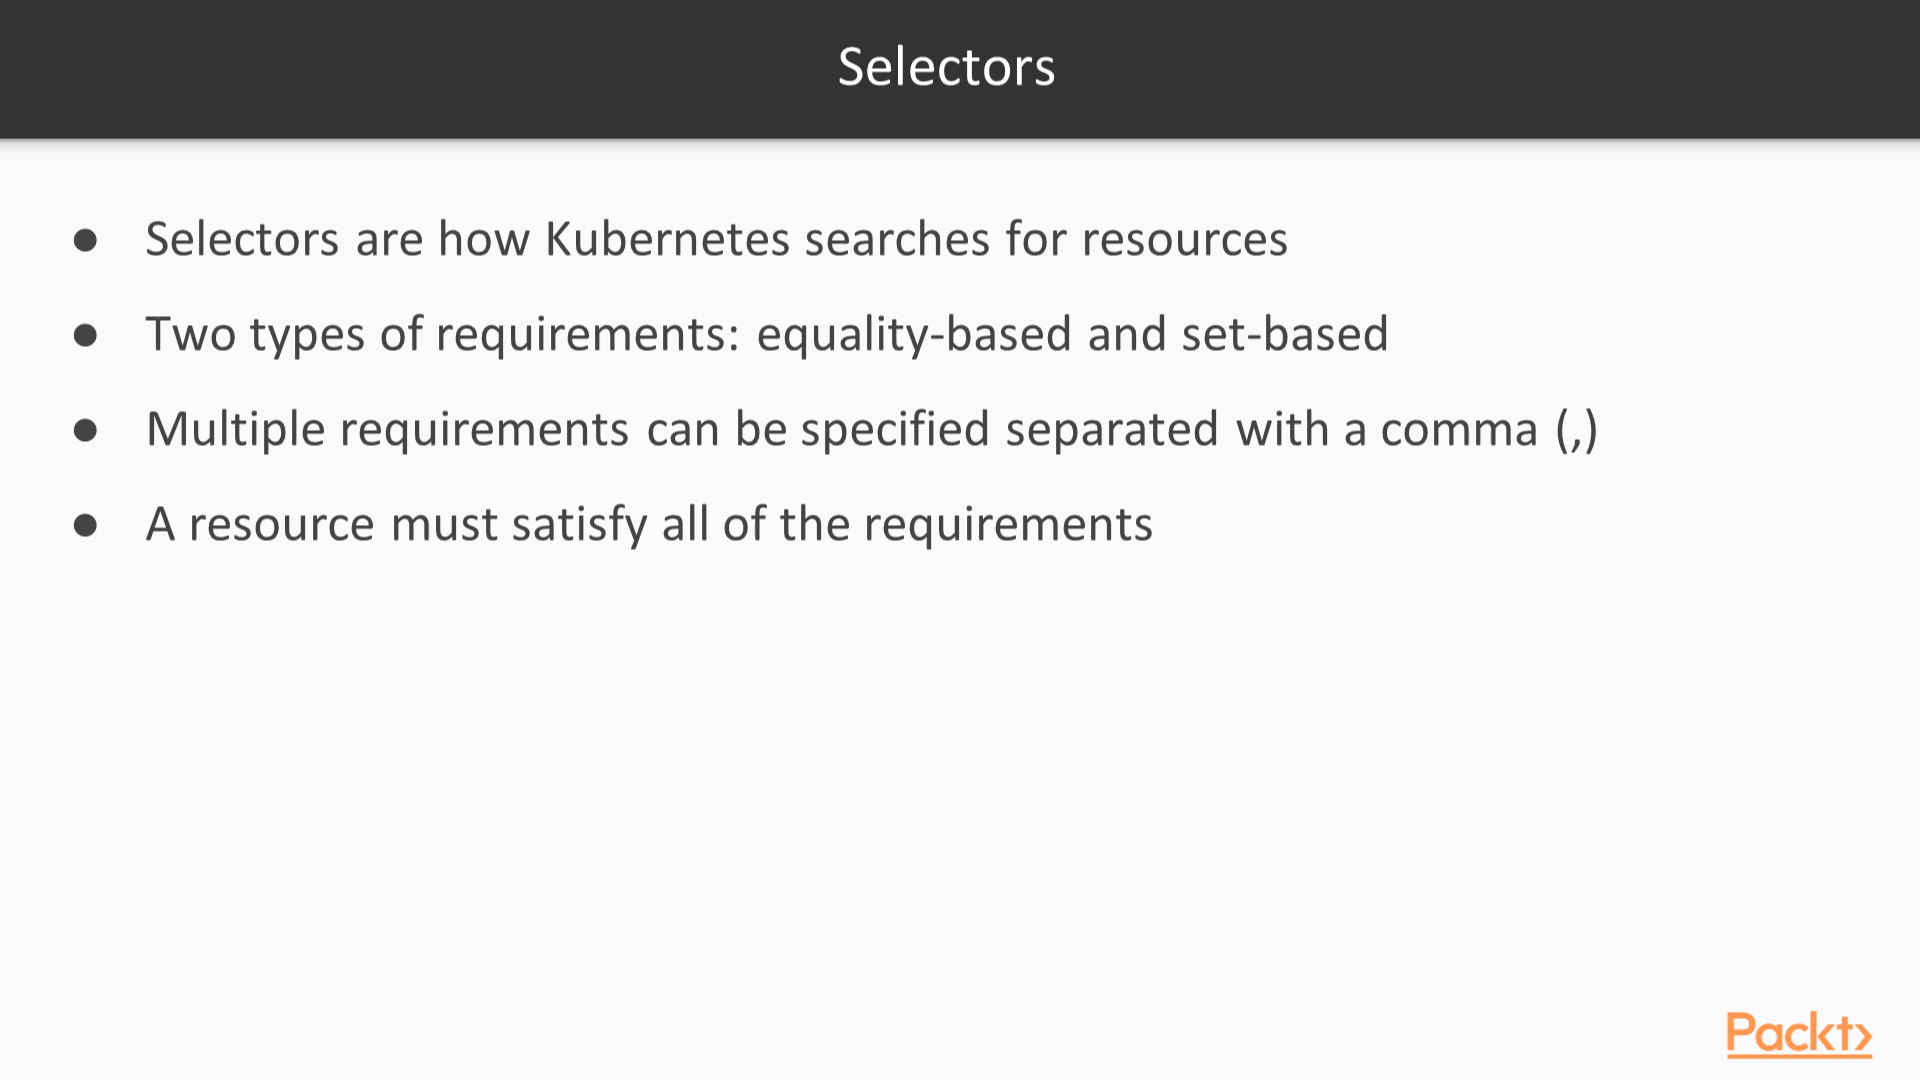 Selectors
● Selectors are how Kubernetes searches for resources
● Two types of requirements: equality-based and set-based
● Multiple requirements can be specified separated with a comma (,)
● A resource must satisfy all of the requirements
Packt>